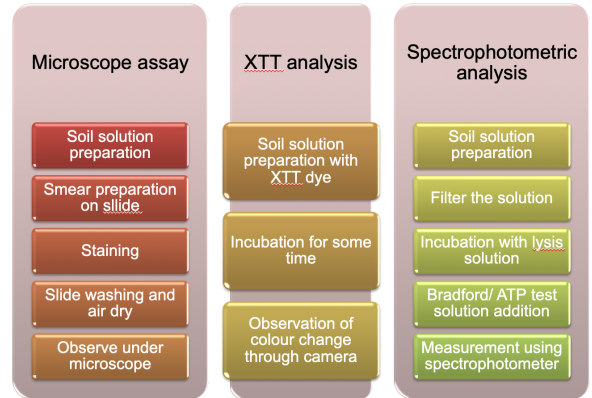 Microscope assay
Soil solution
preparation
Smear preparation
on sllide
Staining
Slide washing and
air dry
Observe under
microscope
XTT analysis
Soil solution
preparation with
XTT dye
Incubation for some
time
Observation of
colour change
through camera
Spectrophotometric
analysis
Soil solution
preparation
Filter the solution
Incubation with lysis
solution
Bradford/ ATP test
solution addition
Measurement using
spectrophotometer